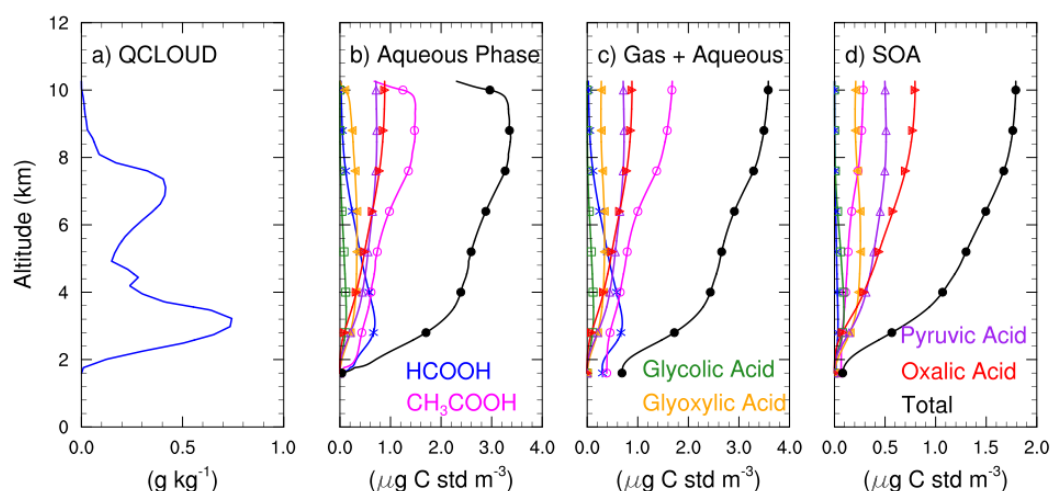 a) QCLOUD
b) Aqueous Phase
c) Gas + Aqueous
d) SOA
12
10
8
6
4
2
0
Altitude (km)
HCOOH
CH₃COOH
Glycolic Acid
Glyoxylic Acid
Pyruvic Acid
Oxalic Acid
Total
0.0 0.5 1.0
0.0 1.0 2.0 3.0 4.0
0.0 1.0 2.0 3.0 4.0
0.0 0.5 1.0 1.5 2.0
(g kg⁻¹)
(μg C std m⁻³)
(μg C std m⁻³)
(μg C std m⁻³)